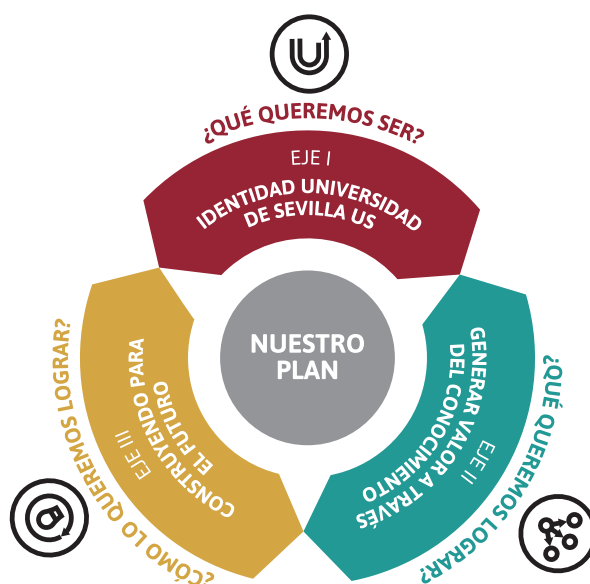 ¿QUÉ QUEREMOS SER?
EJE I
IDENTIDAD UNIVERSIDAD
DE SEVILLA US
NUESTRO
PLAN
¿QUÉ QUEREMOS LOGRAR?
EJE II
GENERAR VALOR A TRAVÉS
DEL CONOCIMIENTO
¿CÓMO LO QUEREMOS LOGRAR?
EJE III
CONSTRUYENDO PARA
EL FUTURO